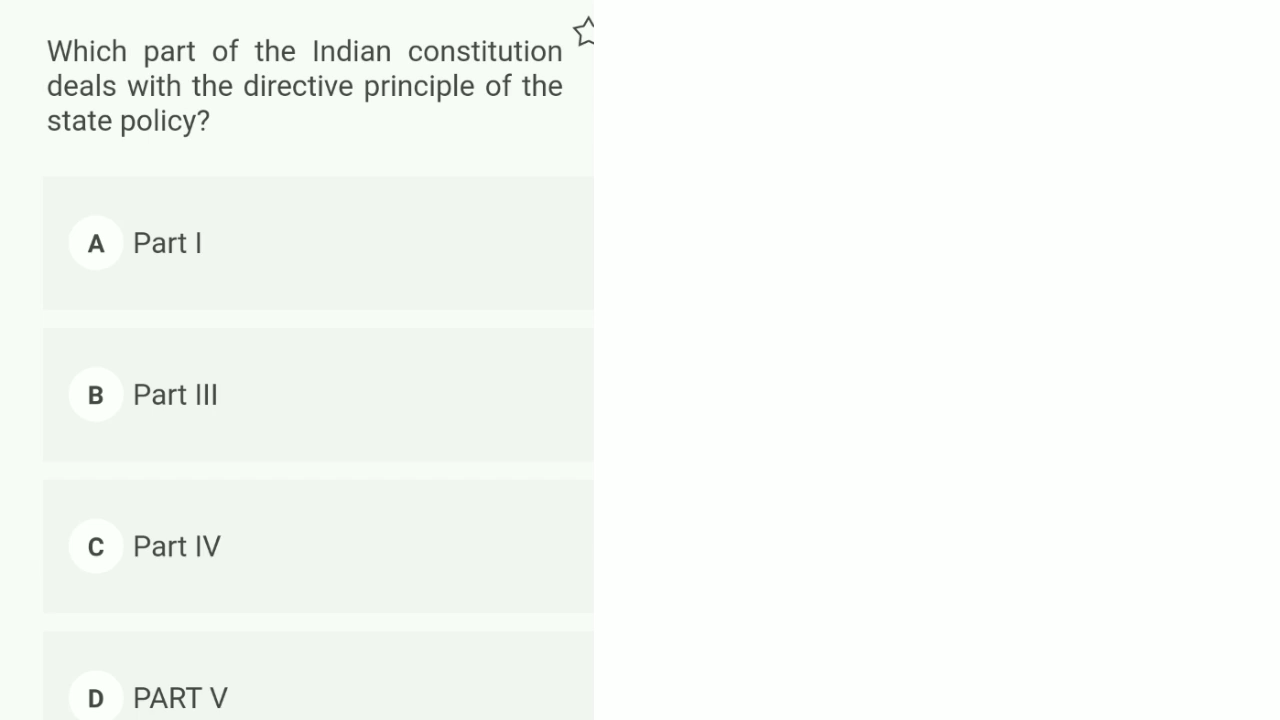 Which part of the Indian constitution
deals with the directive principle of the
state policy?
A Part I
B Part III
C Part IV
D PART V